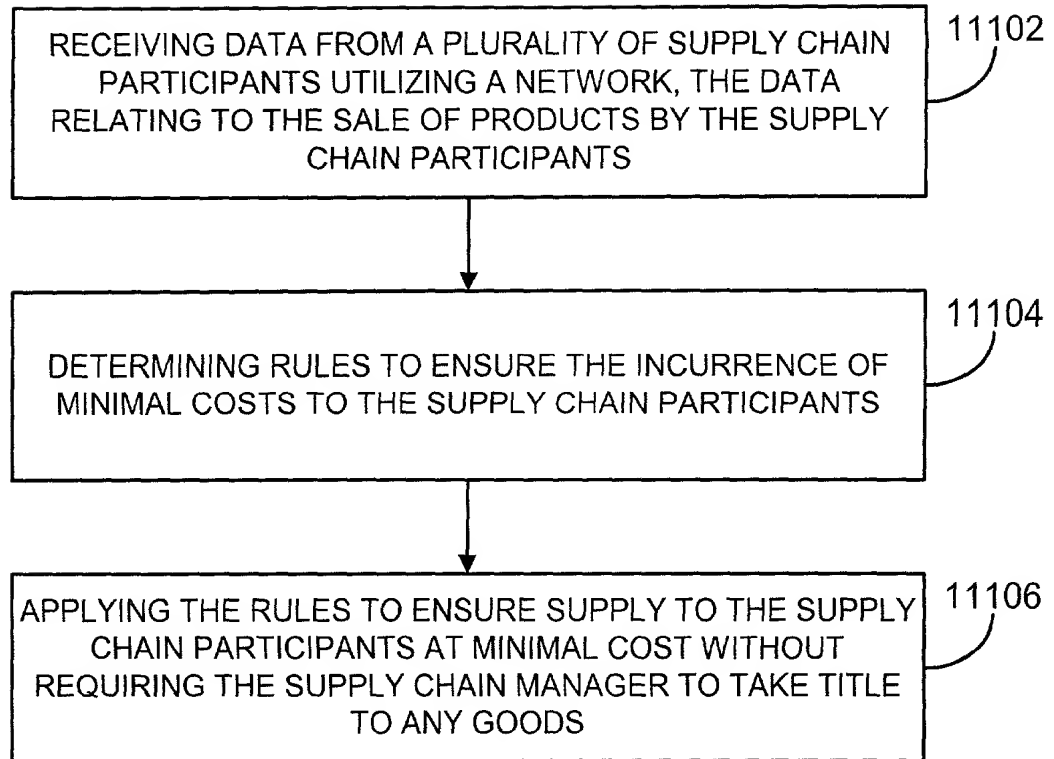 RECEIVING DATA FROM A PLURALITY OF SUPPLY CHAIN
PARTICIPANTS UTILIZING A NETWORK, THE DATA
RELATING TO THE SALE OF PRODUCTS BY THE SUPPLY
CHAIN PARTICIPANTS
11102
DETERMINING RULES TO ENSURE THE INCURRENCE OF
MINIMAL COSTS TO THE SUPPLY CHAIN PARTICIPANTS
11104
APPLYING THE RULES TO ENSURE SUPPLY TO THE SUPPLY
CHAIN PARTICIPANTS AT MINIMAL COST WITHOUT
REQUIRING THE SUPPLY CHAIN MANAGER TO TAKE TITLE
TO ANY GOODS
11106